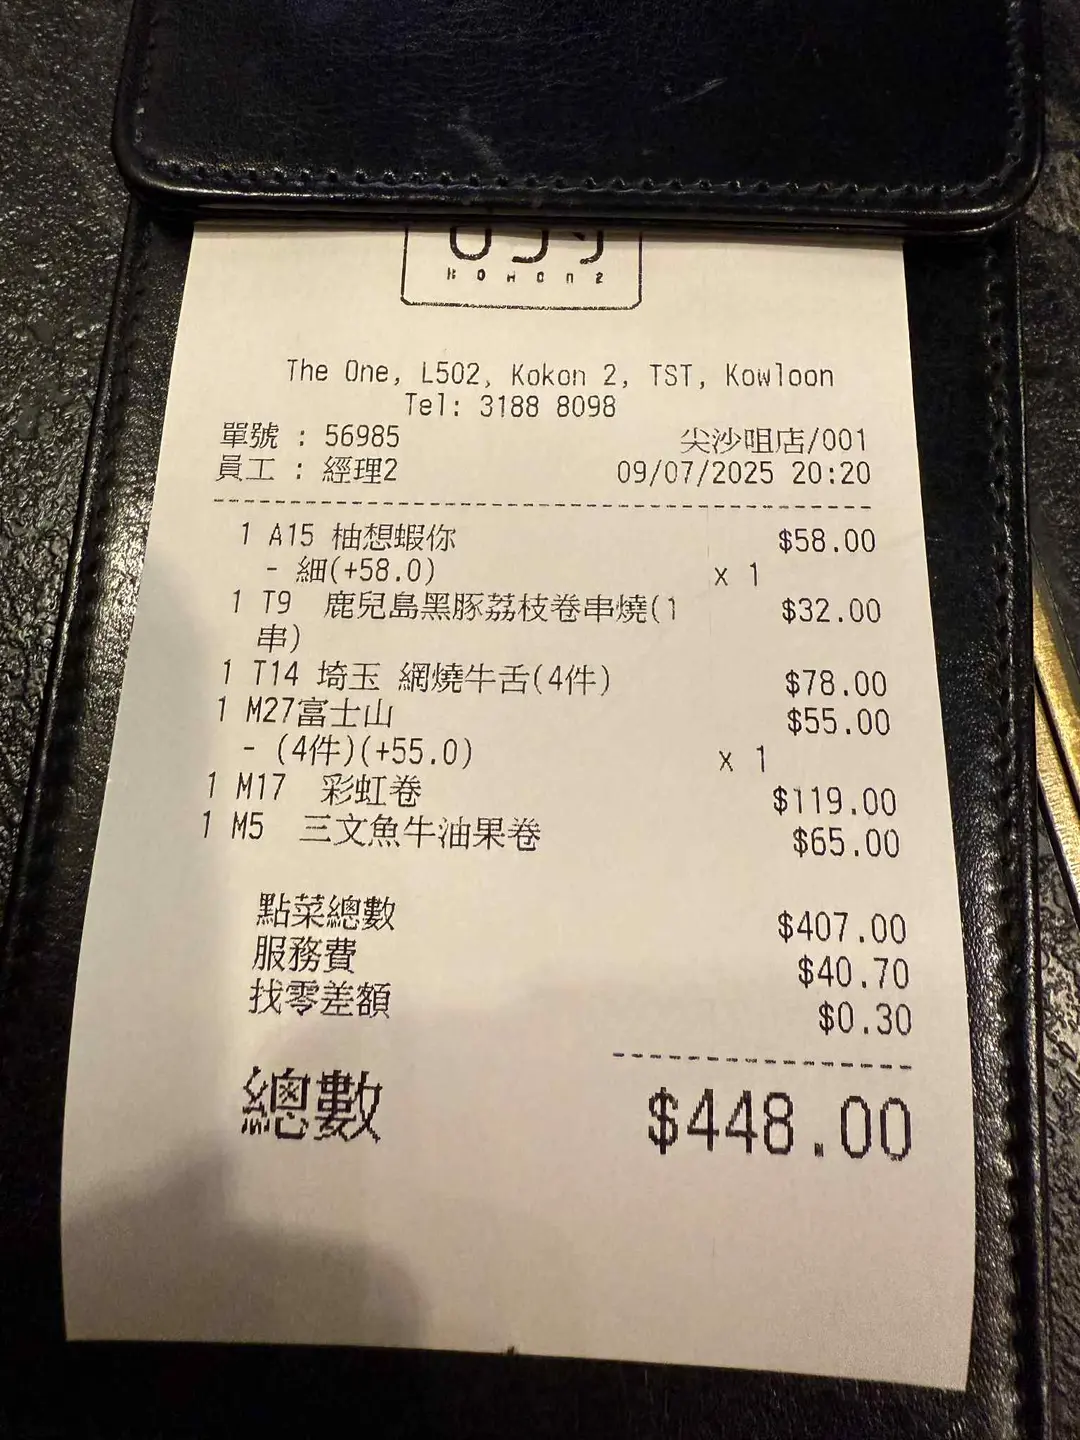 KOKON2
The One, L502, Kokon 2, TST, Kowloon
Tel: 3188 8098
單號 : 56985 尖沙咀店/001
員工 : 經理2 09/07/2025 20:20
1 A15 柚想蝦你 $58.00
- 細(+58.0) x 1
1 T9 鹿兒島黑豚荔枝卷串燒(1 $32.00
串)
1 T14 埼玉 網燒牛舌(4件) $78.00
1 M27富士山 $55.00
- (4件)(+55.0) x 1
1 M17 彩虹卷 $119.00
1 M5 三文魚牛油果卷 $65.00
點菜總數 $407.00
服務費 $40.70
找零差額 $0.30
總數 $448.00